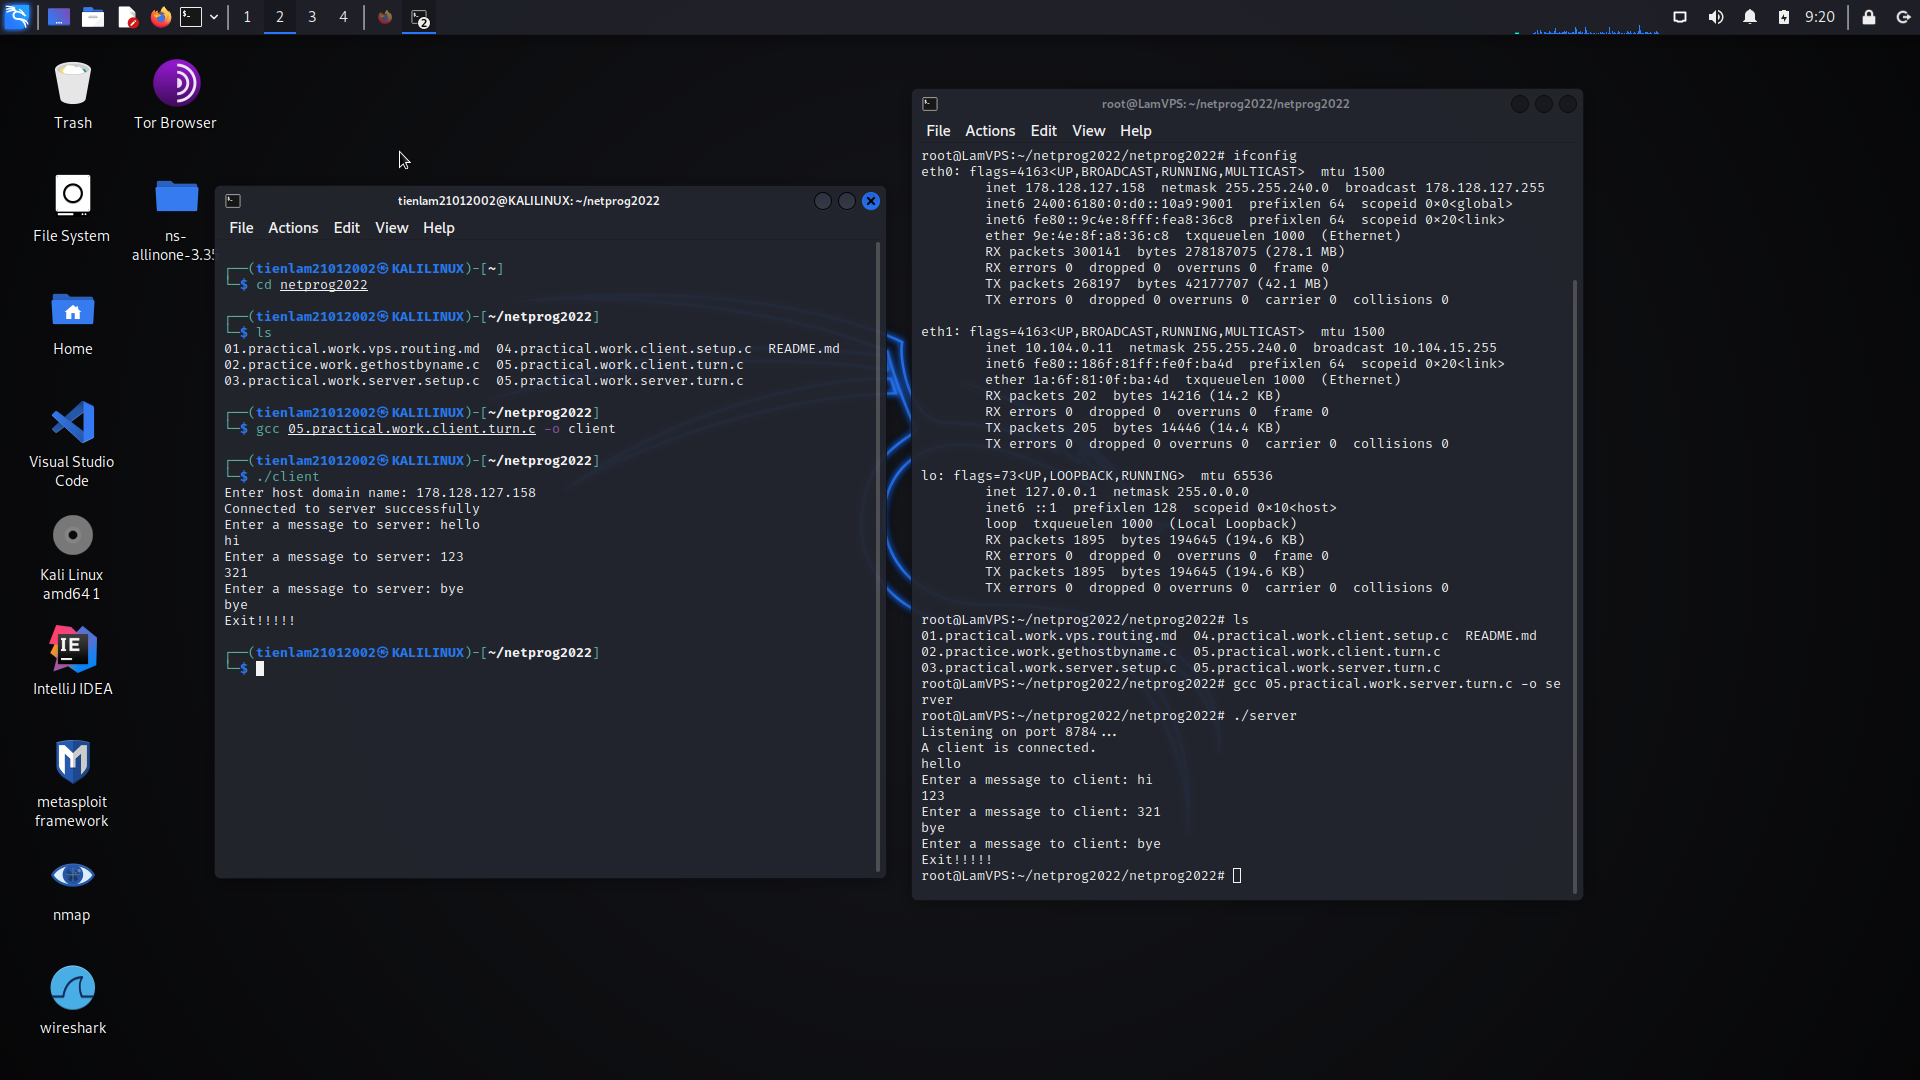 1 2 3 4
2
9:20
Trash
Tor Browser
File System
ns-
allinone-3.35
Home
Visual Studio
Code
Kali Linux
amd64 1
IntelliJ IDEA
metasploit
framework
nmap
wireshark
tienlam21012002@KALILINUX: ~/netprog2022
File Actions Edit View Help
┌──(tienlam21012002㉿KALILINUX)-[~]
└─$ cd netprog2022
┌──(tienlam21012002㉿KALILINUX)-[~/netprog2022]
└─$ ls
01.practical.work.vps.routing.md  04.practical.work.client.setup.c  README.md
02.practice.work.gethostbyname.c  05.practical.work.client.turn.c
03.practical.work.server.setup.c  05.practical.work.server.turn.c
┌──(tienlam21012002㉿KALILINUX)-[~/netprog2022]
└─$ gcc 05.practical.work.client.turn.c -o client
┌──(tienlam21012002㉿KALILINUX)-[~/netprog2022]
└─$ ./client
Enter host domain name: 178.128.127.158
Connected to server successfully
Enter a message to server: hello
hi
Enter a message to server: 123
321
Enter a message to server: bye
bye
Exit!!!!!
┌──(tienlam21012002㉿KALILINUX)-[~/netprog2022]
└─$
root@LamVPS: ~/netprog2022/netprog2022
File Actions Edit View Help
root@LamVPS:~/netprog2022/netprog2022# ifconfig
eth0: flags=4163<UP,BROADCAST,RUNNING,MULTICAST>  mtu 1500
inet 178.128.127.158  netmask 255.255.240.0  broadcast 178.128.127.255
inet6 2400:6180:0:d0::10a9:9001  prefixlen 64  scopeid 0×0<global>
inet6 fe80::9c4e:8fff:fea8:36c8  prefixlen 64  scopeid 0×20<link>
ether 9e:4e:8f:a8:36:c8  txqueuelen 1000  (Ethernet)
RX packets 300141  bytes 278187075 (278.1 MB)
RX errors 0  dropped 0  overruns 0  frame 0
TX packets 268197  bytes 42177707 (42.1 MB)
TX errors 0  dropped 0 overruns 0  carrier 0  collisions 0
eth1: flags=4163<UP,BROADCAST,RUNNING,MULTICAST>  mtu 1500
inet 10.104.0.11  netmask 255.255.240.0  broadcast 10.104.15.255
inet6 fe80::186f:81ff:fe0f:ba4d  prefixlen 64  scopeid 0×20<link>
ether 1a:6f:81:0f:ba:4d  txqueuelen 1000  (Ethernet)
RX packets 202  bytes 14216 (14.2 KB)
RX errors 0  dropped 0  overruns 0  frame 0
TX packets 205  bytes 14446 (14.4 KB)
TX errors 0  dropped 0 overruns 0  carrier 0  collisions 0
lo: flags=73<UP,LOOPBACK,RUNNING>  mtu 65536
inet 127.0.0.1  netmask 255.0.0.0
inet6 ::1  prefixlen 128  scopeid 0×10<host>
loop  txqueuelen 1000  (Local Loopback)
RX packets 1895  bytes 194645 (194.6 KB)
RX errors 0  dropped 0  overruns 0  frame 0
TX packets 1895  bytes 194645 (194.6 KB)
TX errors 0  dropped 0 overruns 0  carrier 0  collisions 0
root@LamVPS:~/netprog2022/netprog2022# ls
01.practical.work.vps.routing.md  04.practical.work.client.setup.c  README.md
02.practice.work.gethostbyname.c  05.practical.work.client.turn.c
03.practical.work.server.setup.c  05.practical.work.server.turn.c
root@LamVPS:~/netprog2022/netprog2022# gcc 05.practical.work.server.turn.c -o se
rver
root@LamVPS:~/netprog2022/netprog2022# ./server
Listening on port 8784...
A client is connected.
hello
Enter a message to client: hi
123
Enter a message to client: 321
bye
Enter a message to client: bye
Exit!!!!!
root@LamVPS:~/netprog2022/netprog2022#